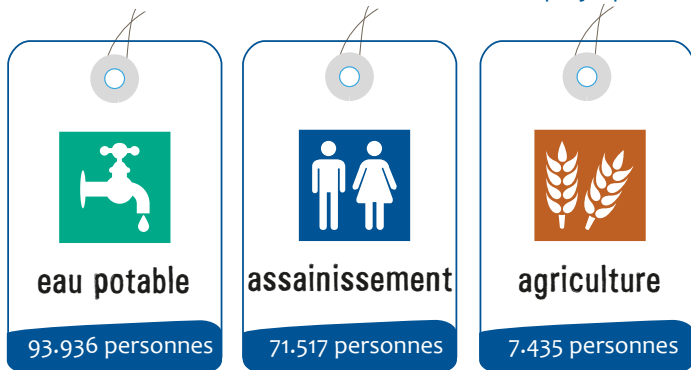 eau potable
assainissement
agriculture
93.936 personnes
71.517 personnes
7.435 personnes